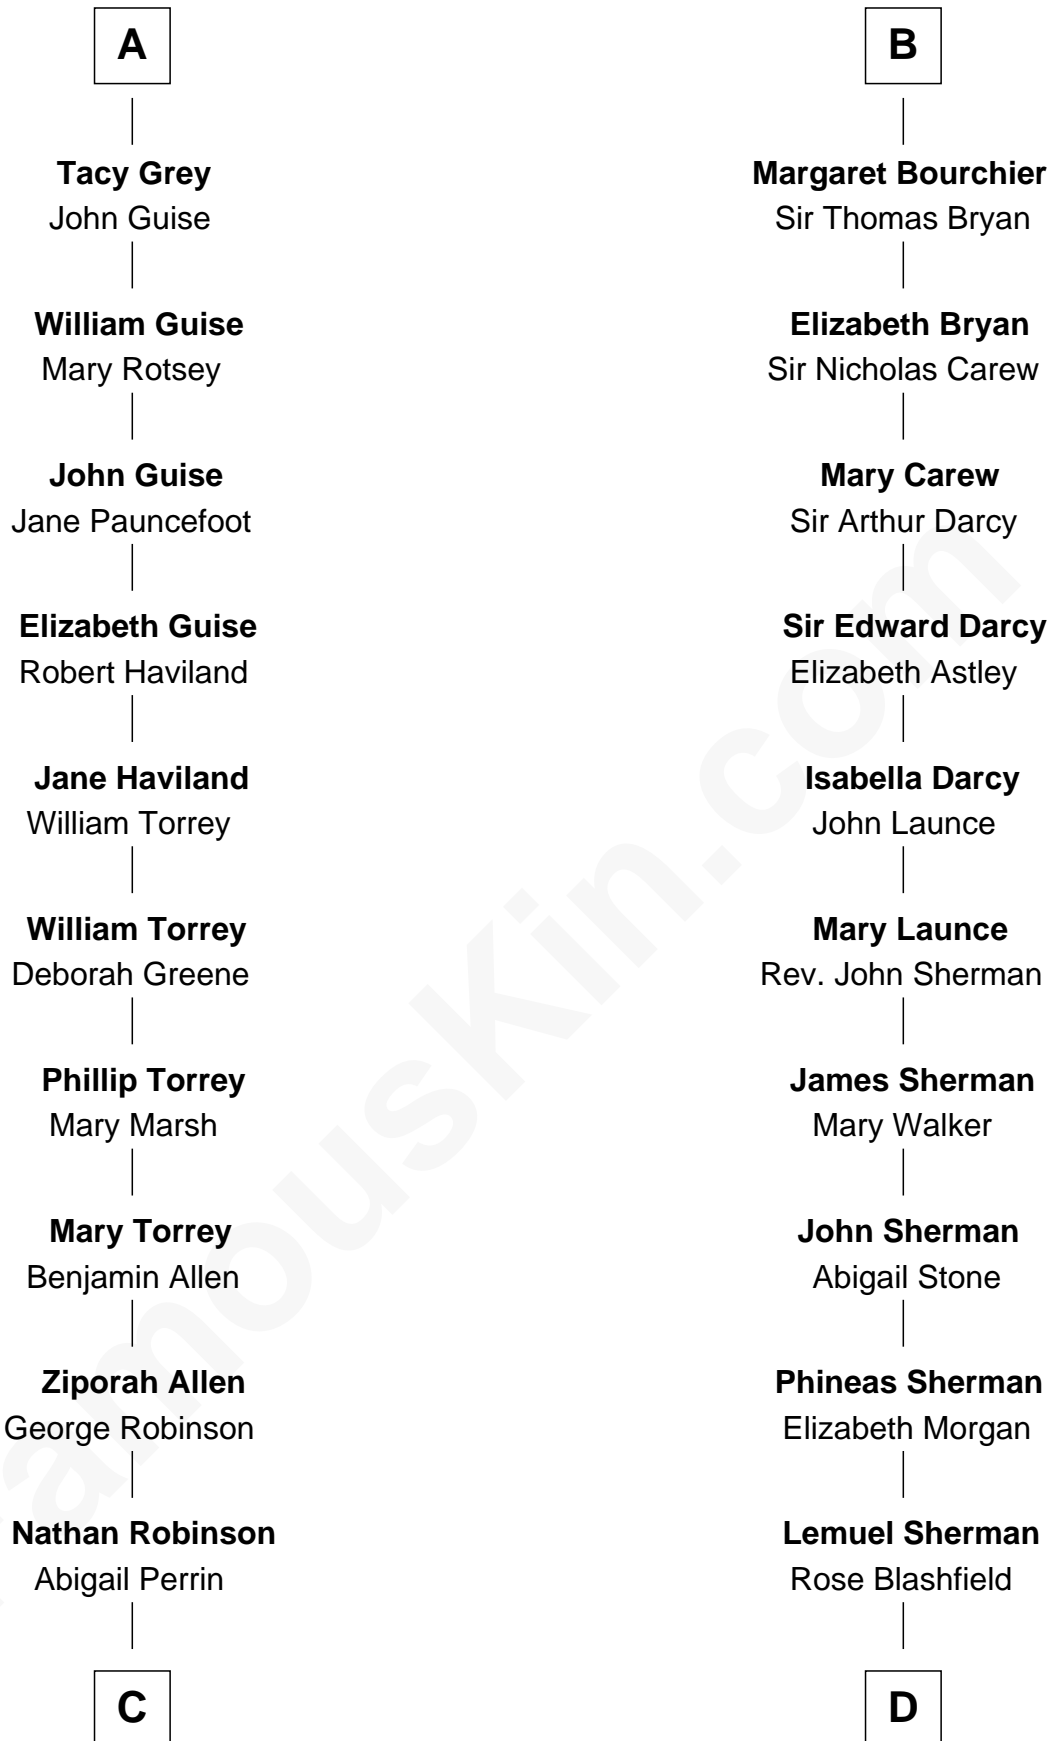 A
Tacy Grey
John Guise
William Guise
Mary Rotsey
John Guise
Jane Pauncefoot
Elizabeth Guise
Robert Haviland
Jane Haviland
William Torrey
William Torrey
Deborah Greene
Phillip Torrey
Mary Marsh
Mary Torrey
Benjamin Allen
Ziporah Allen
George Robinson
Nathan Robinson
Abigail Perrin
C
B
Margaret Bourchier
Sir Thomas Bryan
Elizabeth Bryan
Sir Nicholas Carew
Mary Carew
Sir Arthur Darcy
Sir Edward Darcy
Elizabeth Astley
Isabella Darcy
John Launce
Mary Launce
Rev. John Sherman
James Sherman
Mary Walker
John Sherman
Abigail Stone
Phineas Sherman
Elizabeth Morgan
Lemuel Sherman
Rose Blashfield
D
FamousKin.com